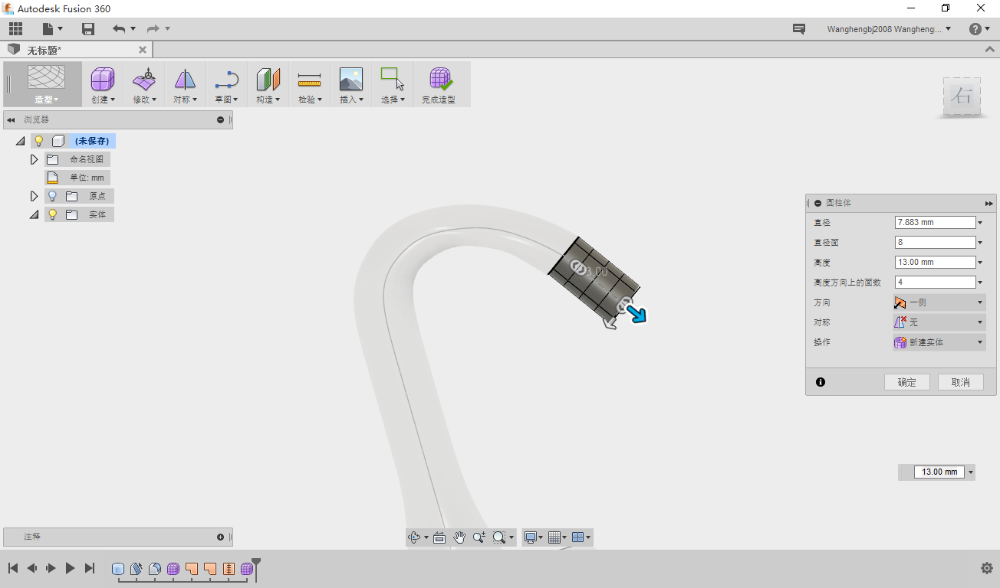 Autodesk Fusion 360
Wanghengbj2008 Wangheng!...
无标题*
造型
创建
修改
对称
草图
构造
检验
插入
选择
完成造型
右
浏览器
(未保存)
命名视图
单位: mm
原点
实体
圆柱体
直径
7.883 mm
直径面
8
高度
13.00 mm
高度方向上的面数
4
方向
一侧
对称
无
操作
新建实体
确定
取消
3.00
13.00 mm
注释